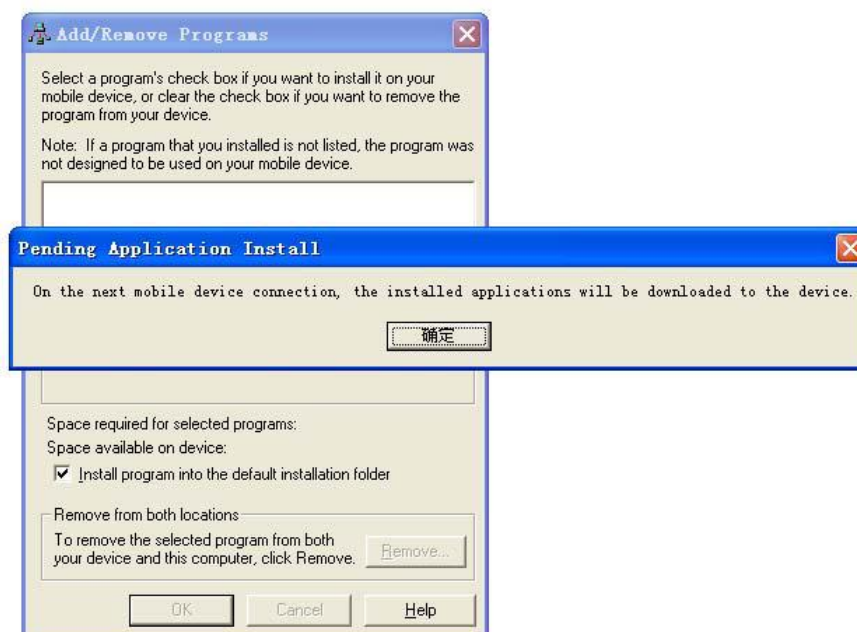 Add/Remove Programs
Select a program's check box if you want to install it on your
mobile device, or clear the check box if you want to remove the
program from your device.
Note: If a program that you installed is not listed, the program was
not designed to be used on your mobile device.
Pending Application Install
On the next mobile device connection, the installed applications will be downloaded to the device.
确定
Space required for selected programs:
Space available on device:
Install program into the default installation folder
Remove from both locations
To remove the selected program from both
your device and this computer, click Remove.
Remove...
OK
Cancel
Help